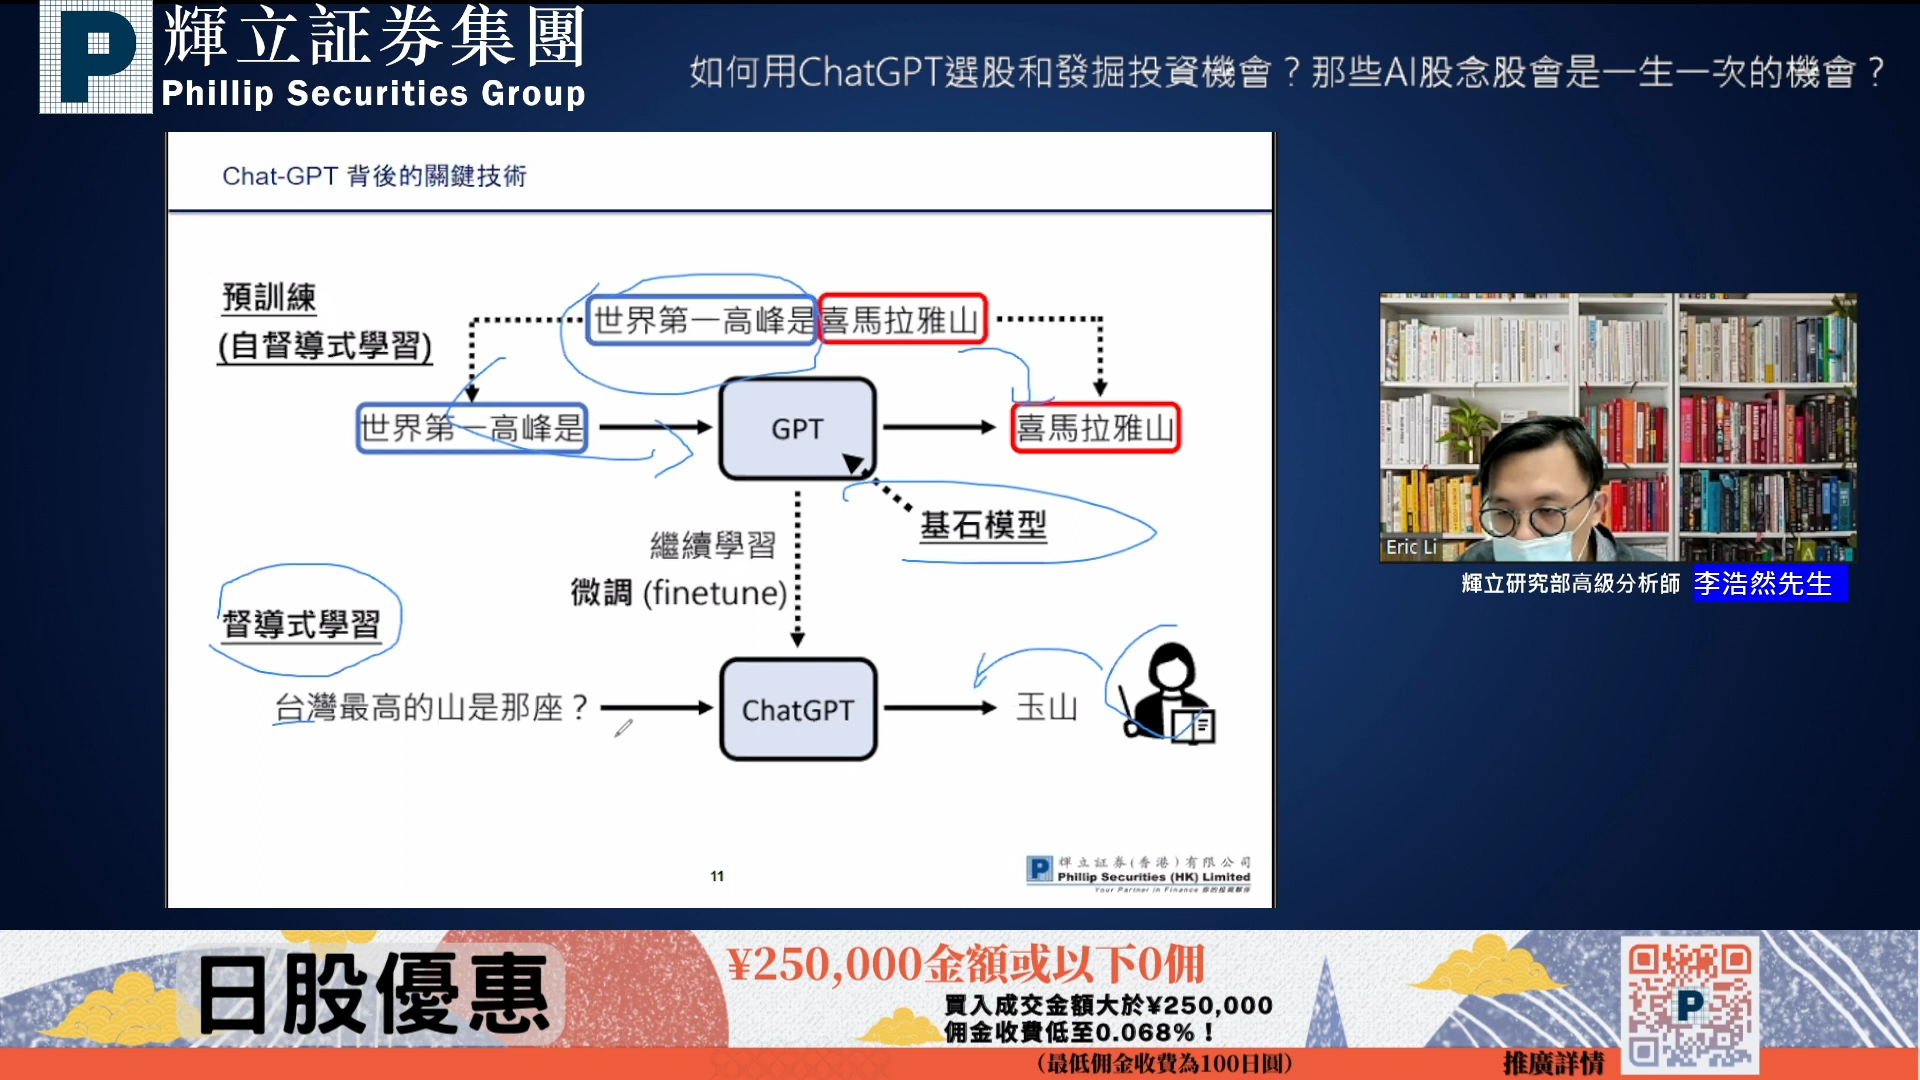 輝立証券集團
Phillip Securities Group
如何用ChatGPT選股和發掘投資機會？那些AI股念股會是一生一次的機會？
Chat-GPT 背後的關鍵技術
預訓練
(自督導式學習)
世界第一高峰是喜馬拉雅山
世界第一高峰是
GPT
喜馬拉雅山
基石模型
繼續學習
微調 (finetune)
督導式學習
台灣最高的山是那座？
ChatGPT
玉山
11
輝立証券(香港)有限公司
Phillip Securities (HK) Limited
Your Partner in Finance 你的投資夥伴
Eric Li
輝立研究部高級分析師 李浩然先生
日股優惠
¥250,000金額或以下0佣
買入成交金額大於¥250,000
佣金收費低至0.068%！
（最低佣金收費為100日圓）
推廣詳情